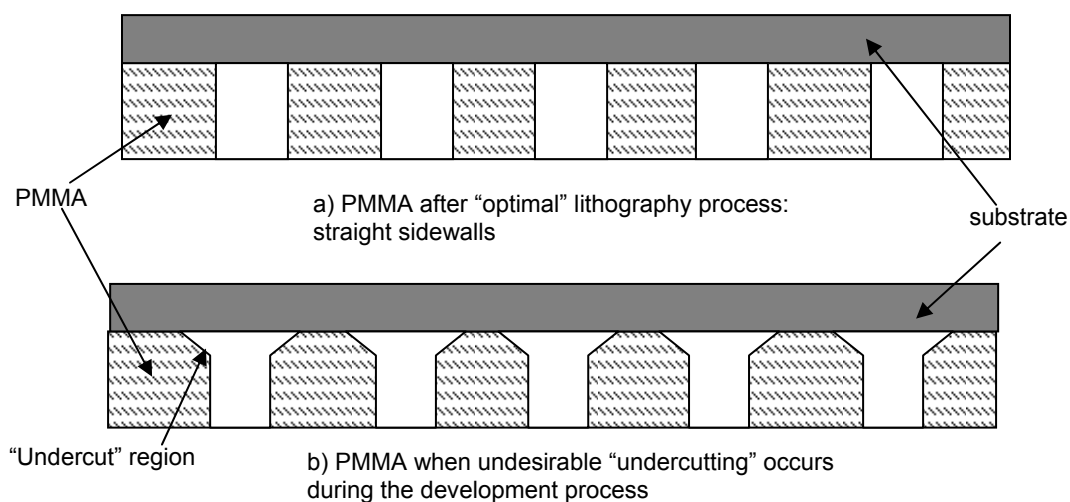 PMMA
a) PMMA after “optimal” lithography process:
straight sidewalls
substrate
“Undercut” region
b) PMMA when undesirable “undercutting” occurs
during the development process